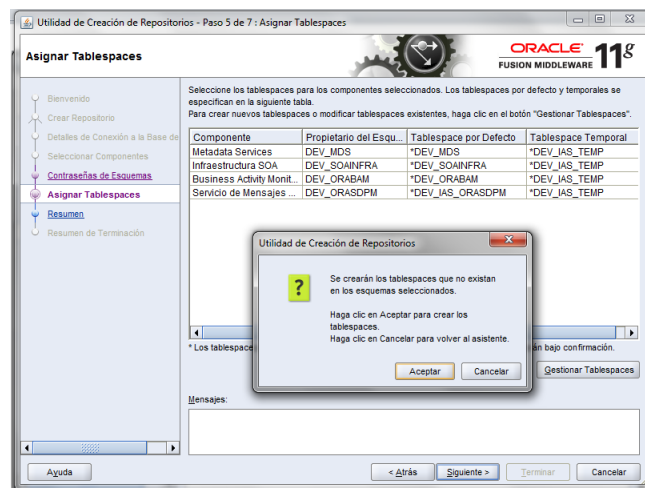 Utilidad de Creación de Repositorios - Paso 5 de 7 : Asignar Tablespaces
Asignar Tablespaces
ORACLE
FUSION MIDDLEWARE 11g
Bienvenido
Crear Repositorio
Detalles de Conexión a la Base de
Seleccionar Componentes
Contraseñas de Esquemas
Asignar Tablespaces
Resumen
Resumen de Terminación
Seleccione los tablespaces para los componentes seleccionados. Los tablespaces por defecto y temporales se
especifican en la siguiente tabla.
Para crear nuevos tablespaces o modificar tablespaces existentes, haga clic en el botón "Gestionar Tablespaces".
Componente Propietario del Esqu... Tablespace por Defecto Tablespace Temporal
Metadata Services DEV_MDS *DEV_MDS *DEV_IAS_TEMP
Infraestructura SOA DEV_SOAINFRA *DEV_SOAINFRA *DEV_IAS_TEMP
Business Activity Monit... DEV_ORABAM *DEV_ORABAM *DEV_IAS_TEMP
Servicio de Mensajes ... DEV_ORASDPM *DEV_IAS_ORASDPM *DEV_IAS_TEMP
Utilidad de Creación de Repositorios
Se crearán los tablespaces que no existan
en los esquemas seleccionados.
Haga clic en Aceptar para crear los
tablespaces.
Haga clic en Cancelar para volver al asistente.
Aceptar Cancelar
* Los tablespace án bajo confirmación.
Gestionar Tablespaces
Mensajes:
Ayuda < Atrás Siguiente > Terminar Cancelar